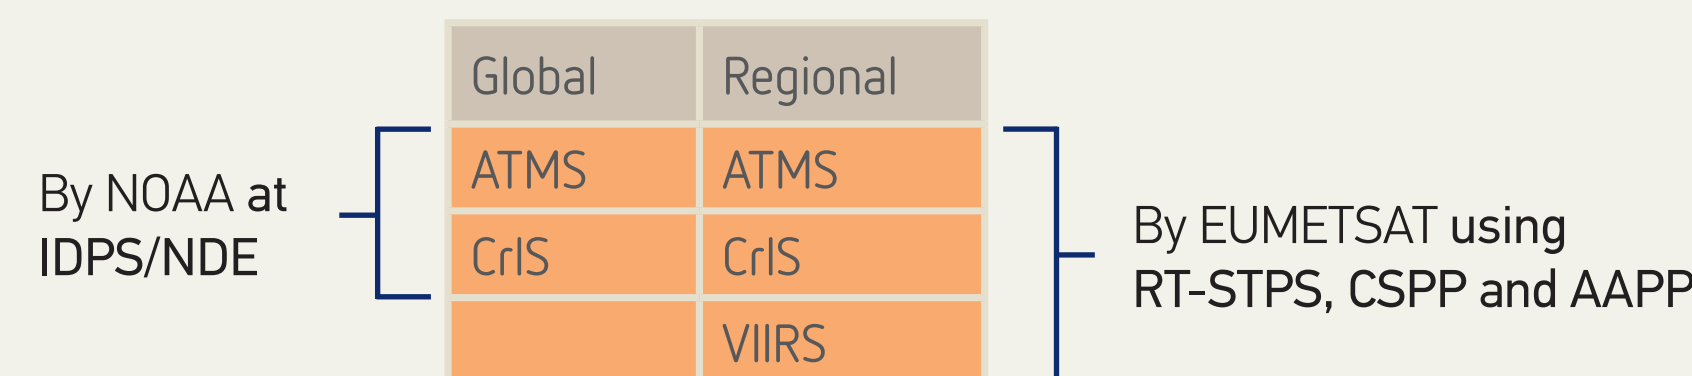 Global Regional
ATMS ATMS
By NOAA at
IDPS/NDE
CrIS CrIS
By EUMETSAT using
RT-STPS, CSPP and AAPP
VIIRS